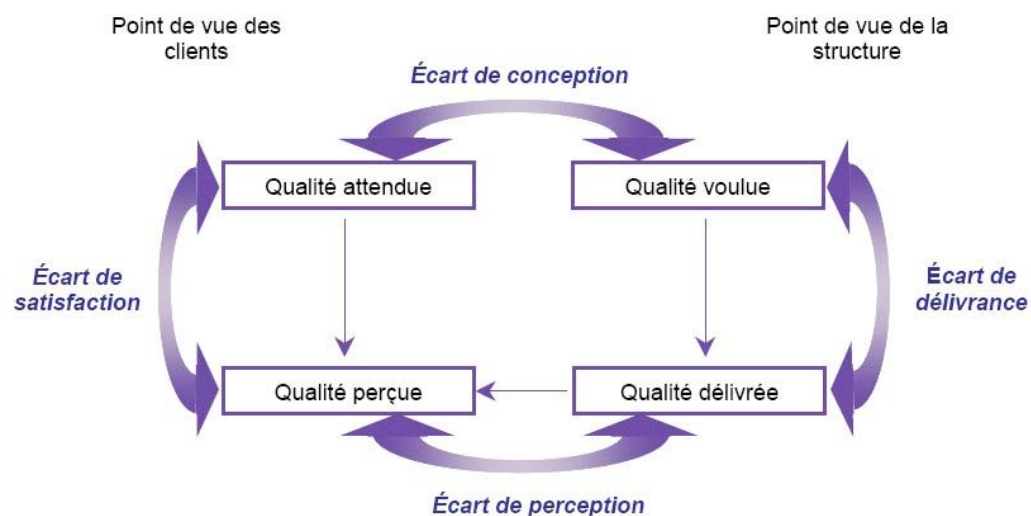 Point de vue des
clients
Point de vue de la
structure
Écart de conception
Qualité attendue
Qualité voulue
Écart de
satisfaction
Écart de
délivrance
Qualité perçue
Qualité délivrée
Écart de perception